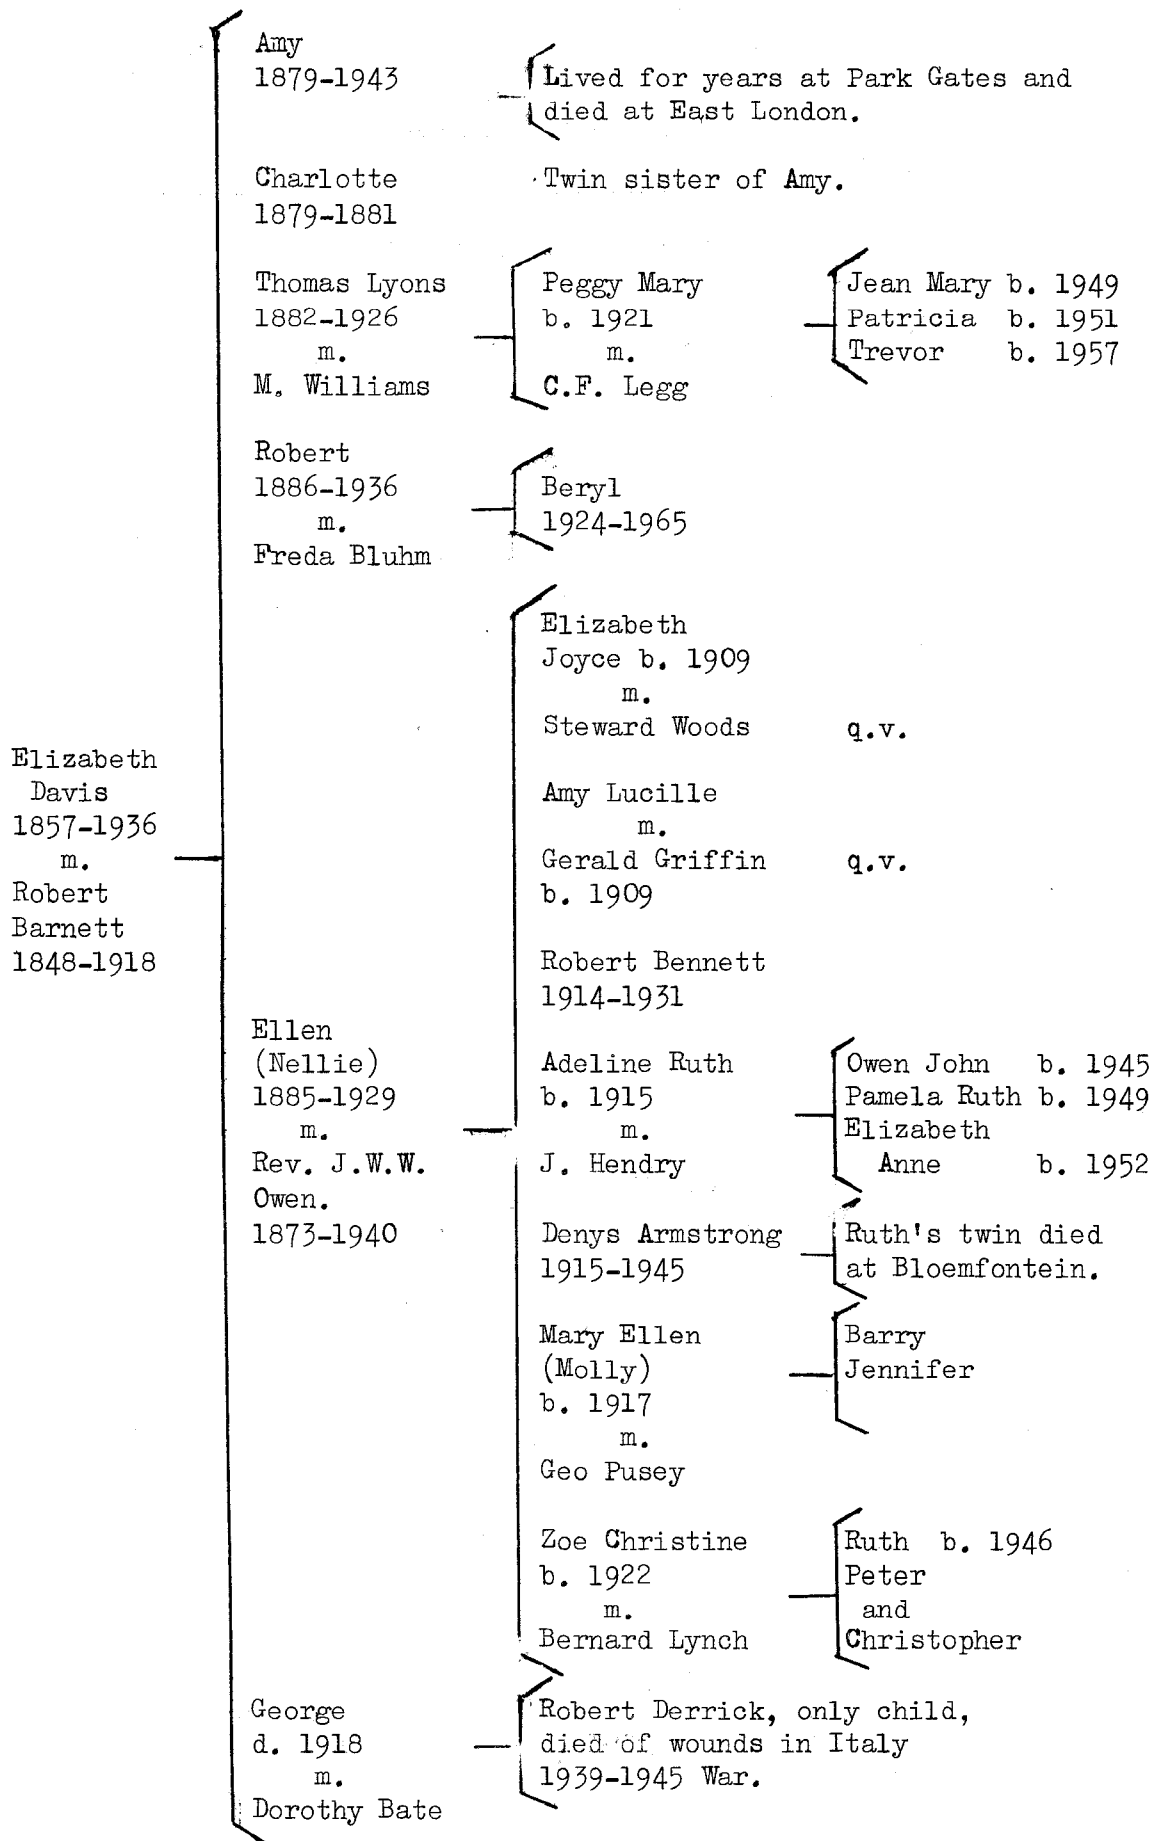 Amy
1879-1943
Lived for years at Park Gates and
died at East London.
Charlotte
1879-1881
Twin sister of Amy.
Thomas Lyons
1882-1926
m.
M. Williams
Peggy Mary
b. 1921
m.
C.F. Legg
Jean Mary b. 1949
Patricia b. 1951
Trevor b. 1957
Robert
1886-1936
m.
Freda Bluhm
Beryl
1924-1965
Elizabeth
Davis
1857-1936
m.
Robert
Barnett
1848-1918
Ellen
(Nellie)
1885-1929
m.
Rev. J.W.W.
Owen.
1873-1940
Elizabeth
Joyce b. 1909
m.
Steward Woods q.v.
Amy Lucille
m.
Gerald Griffin q.v.
b. 1909
Robert Bennett
1914-1931
Adeline Ruth
b. 1915
m.
J. Hendry
Owen John b. 1945
Pamela Ruth b. 1949
Elizabeth
Anne b. 1952
Denys Armstrong
1915-1945
Ruth's twin died
at Bloemfontein.
Mary Ellen
(Molly)
b. 1917
m.
Geo Pusey
Barry
Jennifer
Zoe Christine
b. 1922
m.
Bernard Lynch
Ruth b. 1946
Peter
and
Christopher
George
d. 1918
m.
Dorothy Bate
Robert Derrick, only child,
died of wounds in Italy
1939-1945 War.